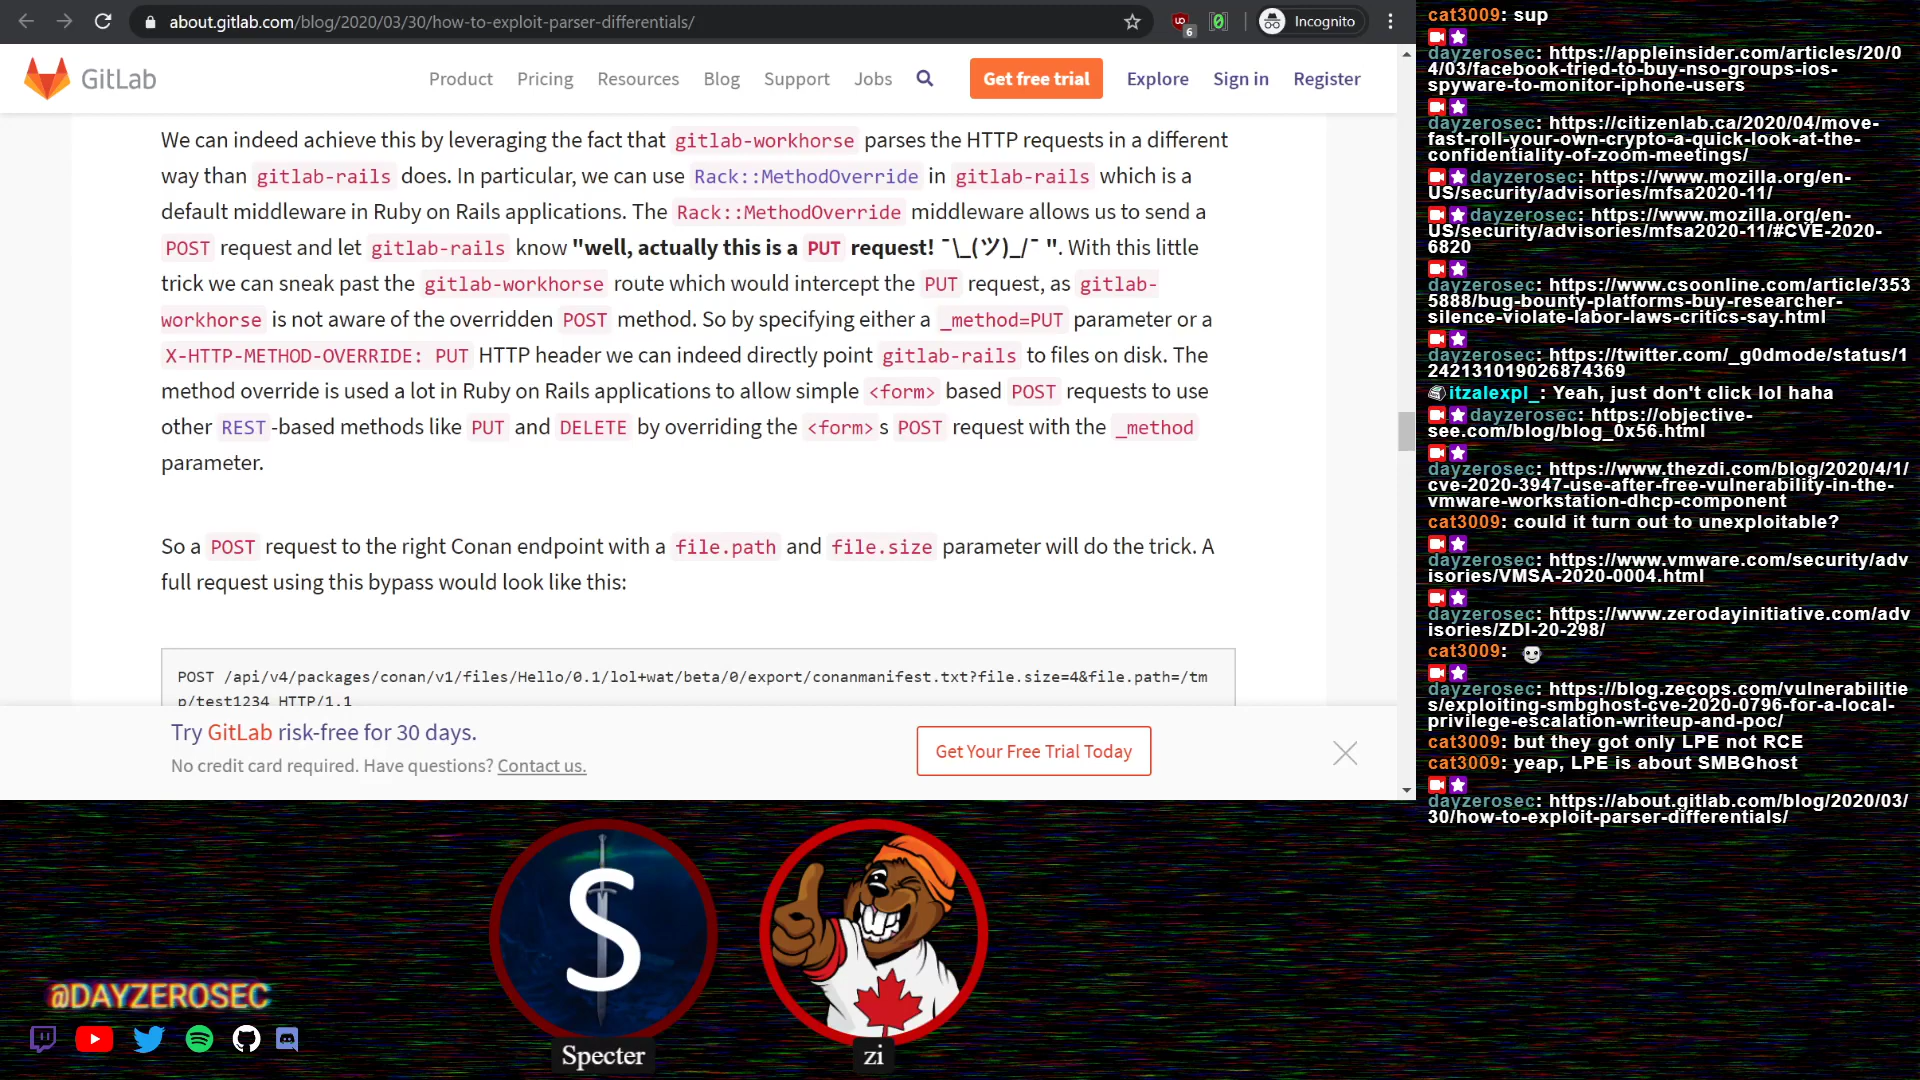 about.gitlab.com/blog/2020/03/30/how-to-exploit-parser-differentials/
6
Incognito
GitLab
Product
Pricing
Resources
Blog
Support
Jobs
Get free trial
Explore
Sign in
Register
We can indeed achieve this by leveraging the fact that gitlab-workhorse parses the HTTP requests in a different
way than gitlab-rails does. In particular, we can use Rack::MethodOverride in gitlab-rails which is a
default middleware in Ruby on Rails applications. The Rack::MethodOverride middleware allows us to send a
POST request and let gitlab-rails know "well, actually this is a PUT request! ¯\_(ツ)_/¯ ". With this little
trick we can sneak past the gitlab-workhorse route which would intercept the PUT request, as gitlab-
workhorse is not aware of the overridden POST method. So by specifying either a _method=PUT parameter or a
X-HTTP-METHOD-OVERRIDE: PUT HTTP header we can indeed directly point gitlab-rails to files on disk. The
method override is used a lot in Ruby on Rails applications to allow simple <form> based POST requests to use
other REST-based methods like PUT and DELETE by overriding the <form>s POST request with the _method
parameter.
So a POST request to the right Conan endpoint with a file.path and file.size parameter will do the trick. A
full request using this bypass would look like this:
POST /api/v4/packages/conan/v1/files/Hello/0.1/lol+wat/beta/0/export/conanmanifest.txt?file.size=4&file.path=/tm
p/test1234 HTTP/1.1
Try GitLab risk-free for 30 days.
No credit card required. Have questions? Contact us.
Get Your Free Trial Today
cat3009: sup
dayzerosec: https://appleinsider.com/articles/20/0
4/03/facebook-tried-to-buy-nso-groups-ios-
spyware-to-monitor-iphone-users
dayzerosec: https://citizenlab.ca/2020/04/move-
fast-roll-your-own-crypto-a-quick-look-at-the-
confidentiality-of-zoom-meetings/
dayzerosec: https://www.mozilla.org/en-
US/security/advisories/mfsa2020-11/
dayzerosec: https://www.mozilla.org/en-
US/security/advisories/mfsa2020-11/#CVE-2020-
6820
dayzerosec: https://www.csoonline.com/article/353
5888/bug-bounty-platforms-buy-researcher-
silence-violate-labor-laws-critics-say.html
dayzerosec: https://twitter.com/_g0dmode/status/1
242131019026874369
itzalexpl_: Yeah, just don't click lol haha
dayzerosec: https://objective-
see.com/blog/blog_0x56.html
dayzerosec: https://www.thezdi.com/blog/2020/4/1/
cve-2020-3947-use-after-free-vulnerability-in-the-
vmware-workstation-dhcp-component
cat3009: could it turn out to unexploitable?
dayzerosec: https://www.vmware.com/security/adv
isories/VMSA-2020-0004.html
dayzerosec: https://www.zerodayinitiative.com/adv
isories/ZDI-20-298/
cat3009:
dayzerosec: https://blog.zecops.com/vulnerabilitie
s/exploiting-smbghost-cve-2020-0796-for-a-local-
privilege-escalation-writeup-and-poc/
cat3009: but they got only LPE not RCE
cat3009: yeap, LPE is about SMBGhost
dayzerosec: https://about.gitlab.com/blog/2020/03/
30/how-to-exploit-parser-differentials/
@DAYZEROSEC
S
Specter
zi